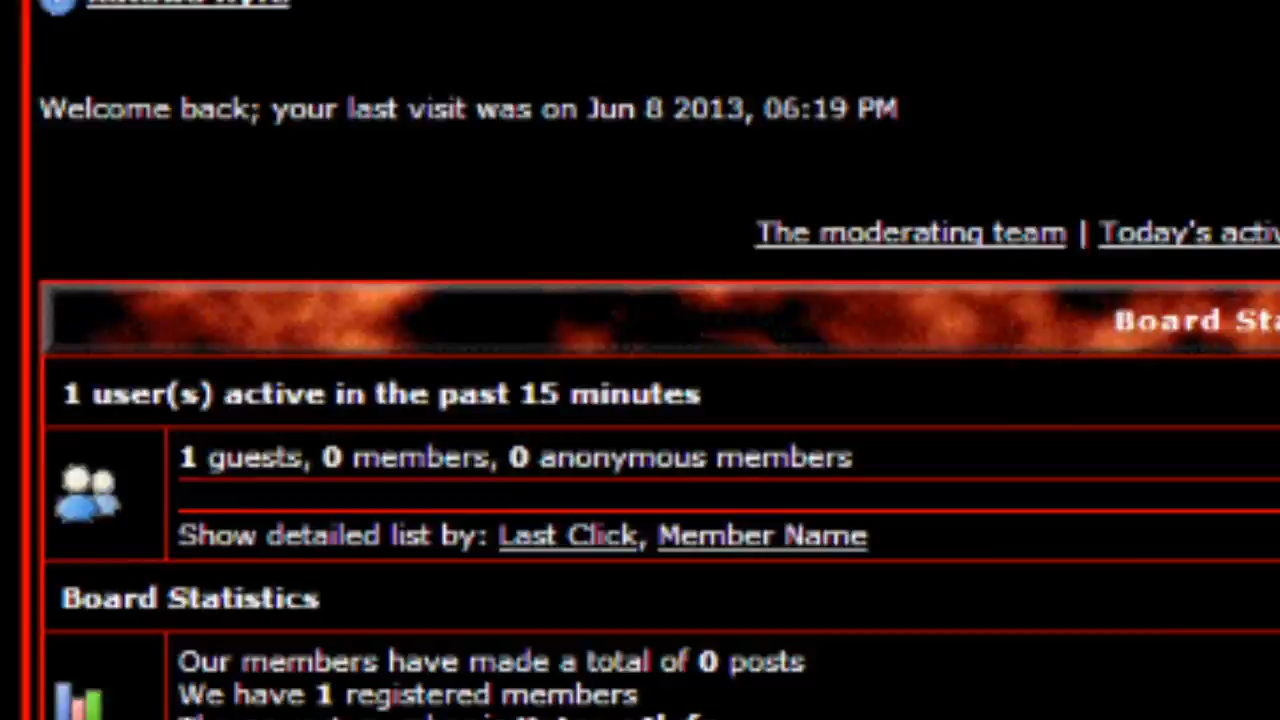 Welcome back; your last visit was on Jun 8 2013, 06:19 PM
The moderating team | Today's activ
Board Sta
1 user(s) active in the past 15 minutes
1 guests, 0 members, 0 anonymous members
Show detailed list by: Last Click, Member Name
Board Statistics
Our members have made a total of 0 posts
We have 1 registered members